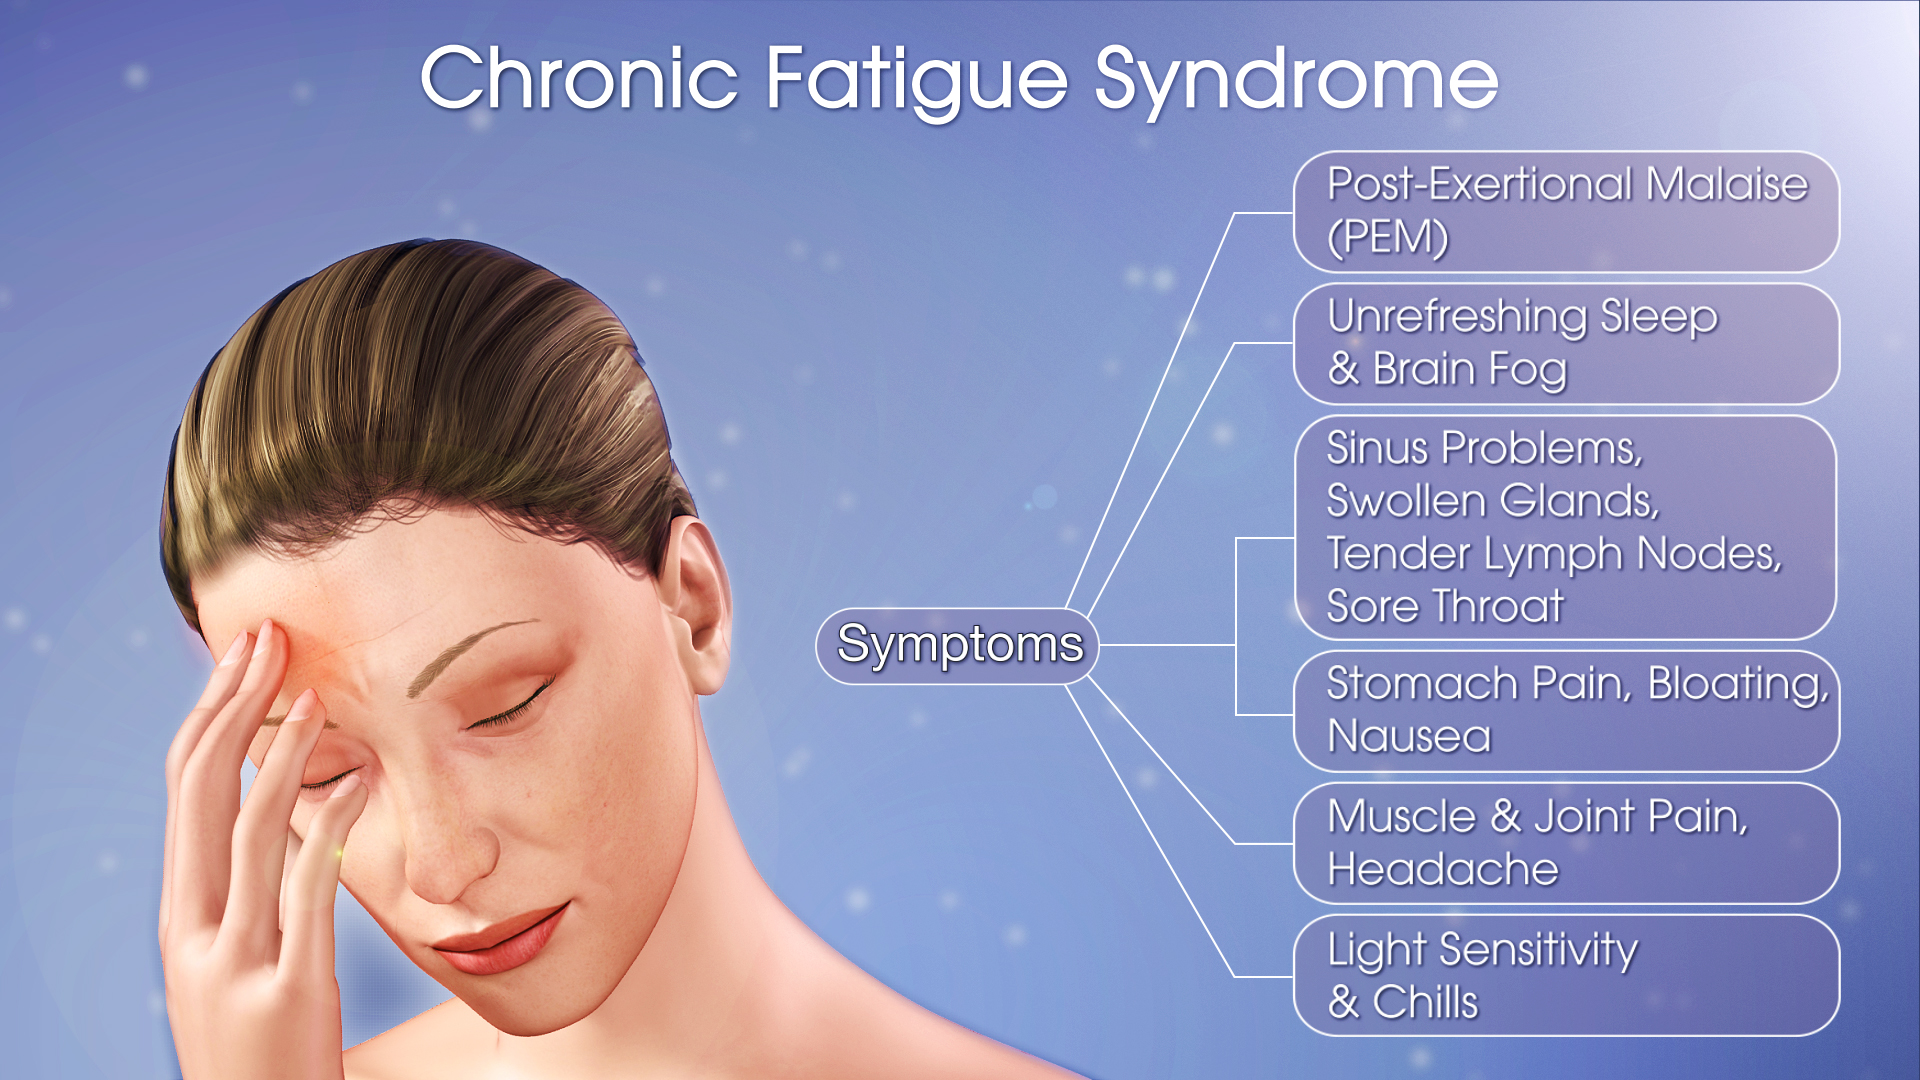 Chronic Fatigue Syndrome
Post-Exertional Malaise
(PEM)
Unrefreshing Sleep
& Brain Fog
Sinus Problems,
Swollen Glands,
Tender Lymph Nodes,
Sore Throat
Symptoms
Stomach Pain, Bloating,
Nausea
Muscle & Joint Pain,
Headache
Light Sensitivity
& Chills